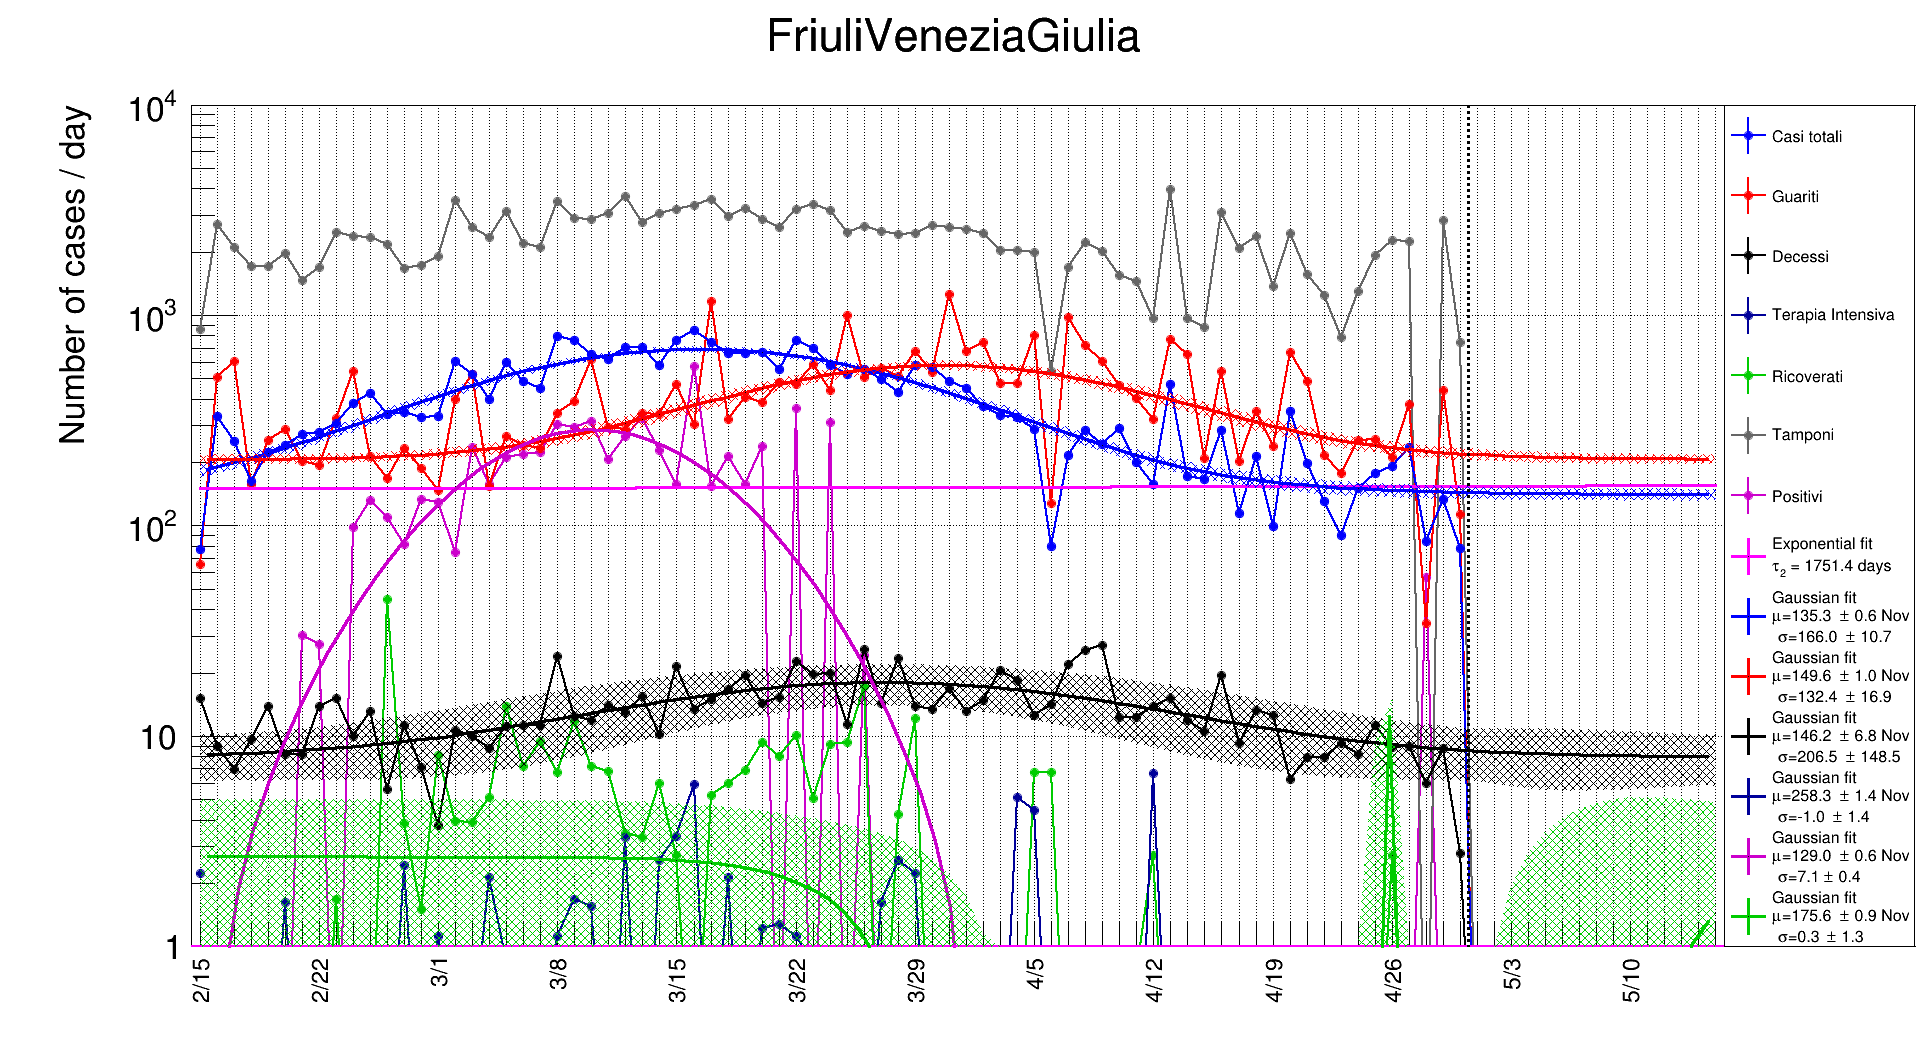 FriuliVeneziaGiulia
Number of cases / day
10^4
10^3
10^2
10
1
2/15 2/22 3/1 3/8 3/15 3/22 3/29 4/5 4/12 4/19 4/26 5/3 5/10
Casi totali
Guariti
Decessi
Terapia Intensiva
Ricoverati
Tamponi
Positivi
Exponential fit
τ2 = 1751.4 days
Gaussian fit
μ=135.3 ± 0.6 Nov
σ=166.0 ± 10.7
Gaussian fit
μ=149.6 ± 1.0 Nov
σ=132.4 ± 16.9
Gaussian fit
μ=146.2 ± 6.8 Nov
σ=206.5 ± 148.5
Gaussian fit
μ=258.3 ± 1.4 Nov
σ=-1.0 ± 1.4
Gaussian fit
μ=129.0 ± 0.6 Nov
σ=7.1 ± 0.4
Gaussian fit
μ=175.6 ± 0.9 Nov
σ=0.3 ± 1.3